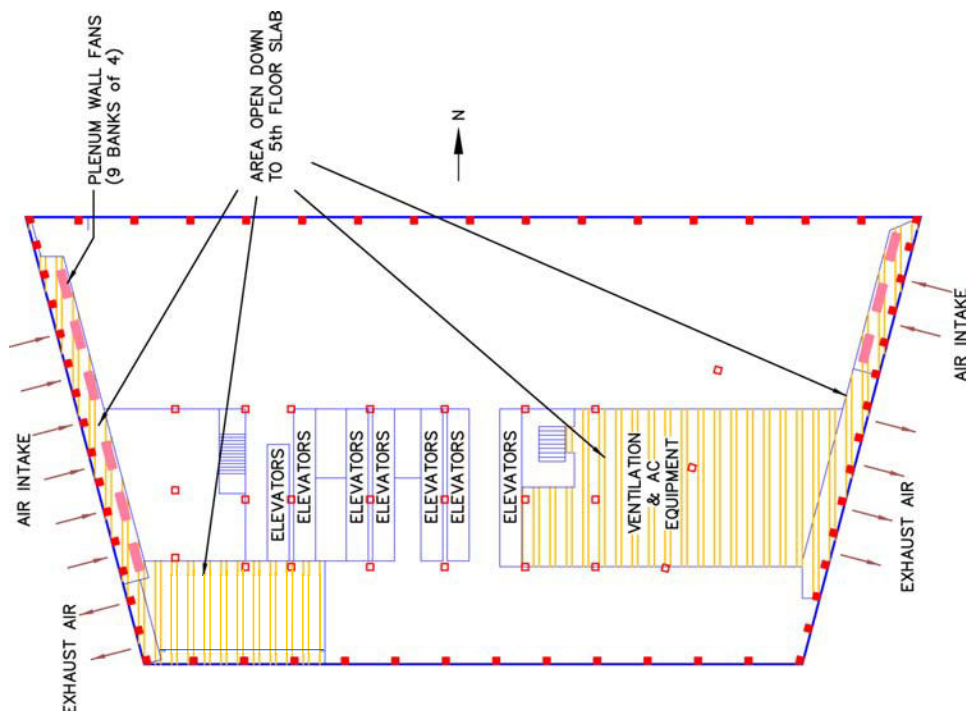 PLENUM WALL FANS
(9 BANKS of 4)
AREA OPEN DOWN
TO 5th FLOOR SLAB
N
AIR INTAKE
AIR INTAKE
ELEVATORS
ELEVATORS
ELEVATORS
ELEVATORS
ELEVATORS
ELEVATORS
ELEVATORS
VENTILATION
& AC
EQUIPMENT
EXHAUST AIR
EXHAUST AIR